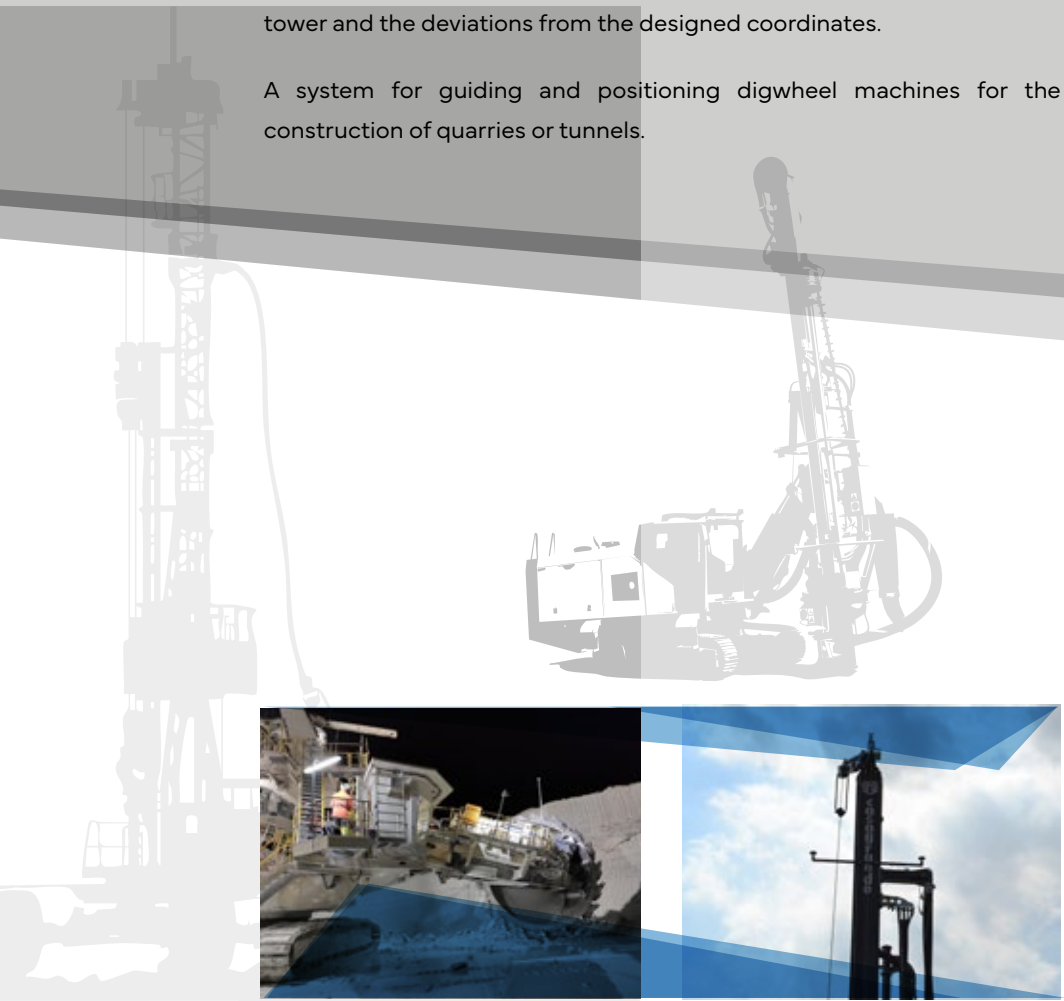 tower and the deviations from the designed coordinates.
A system for guiding and positioning digwheel machines for the
construction of quarries or tunnels.